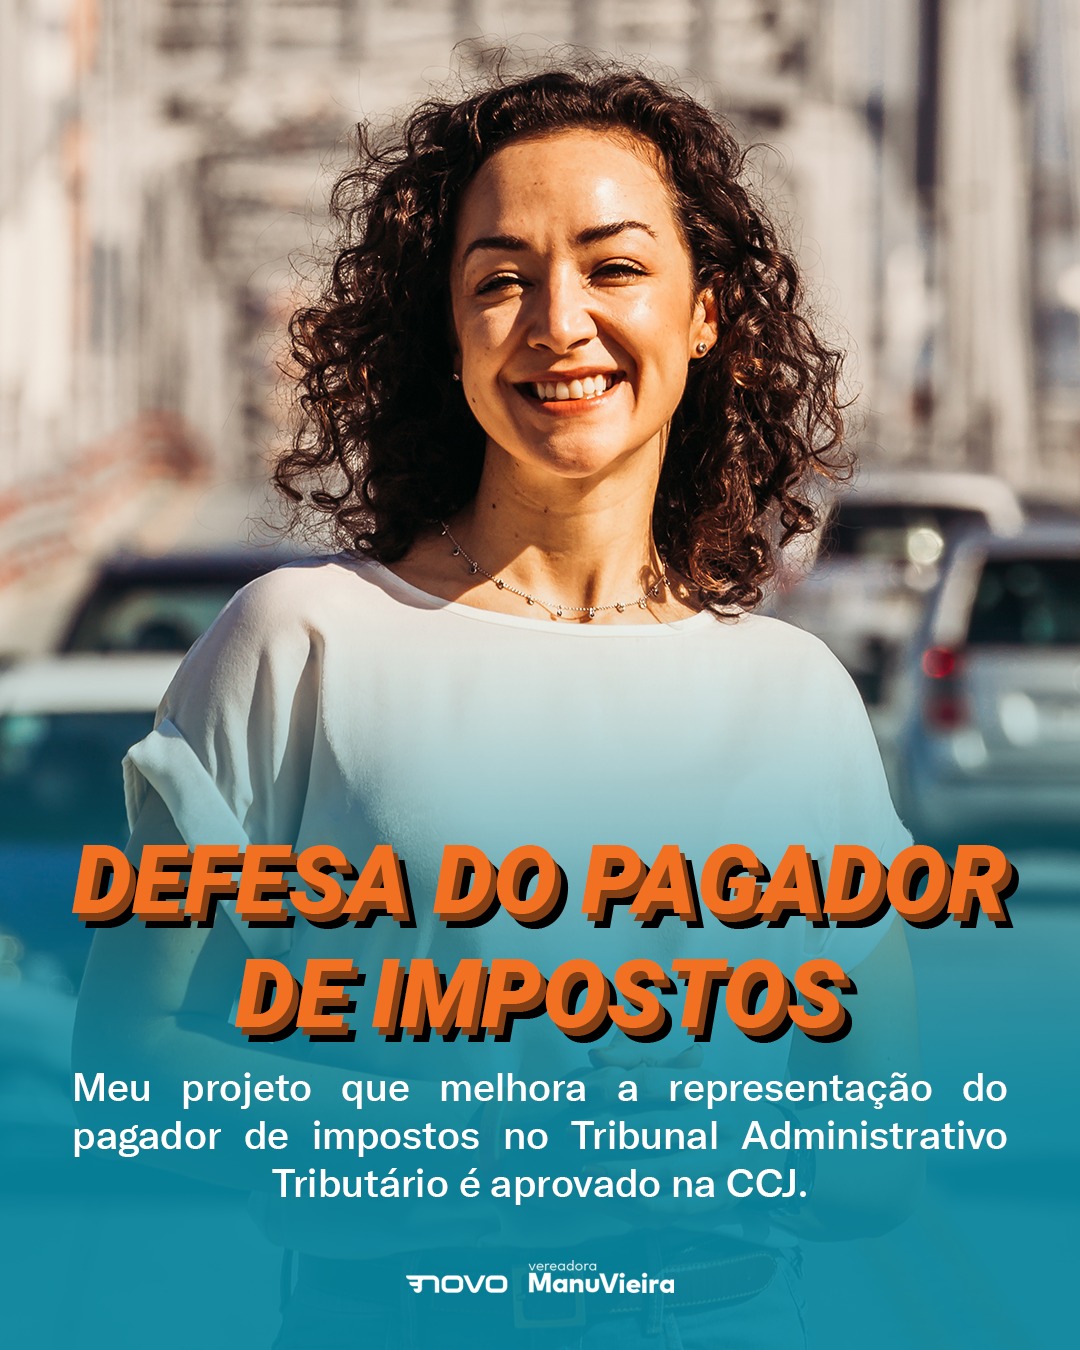 DEFESA DO PAGADOR
DE IMPOSTOS
Meu projeto que melhora a representação do
pagador de impostos no Tribunal Administrativo
Tributário é aprovado na CCJ.
NOVO
vereadora
ManuVieira